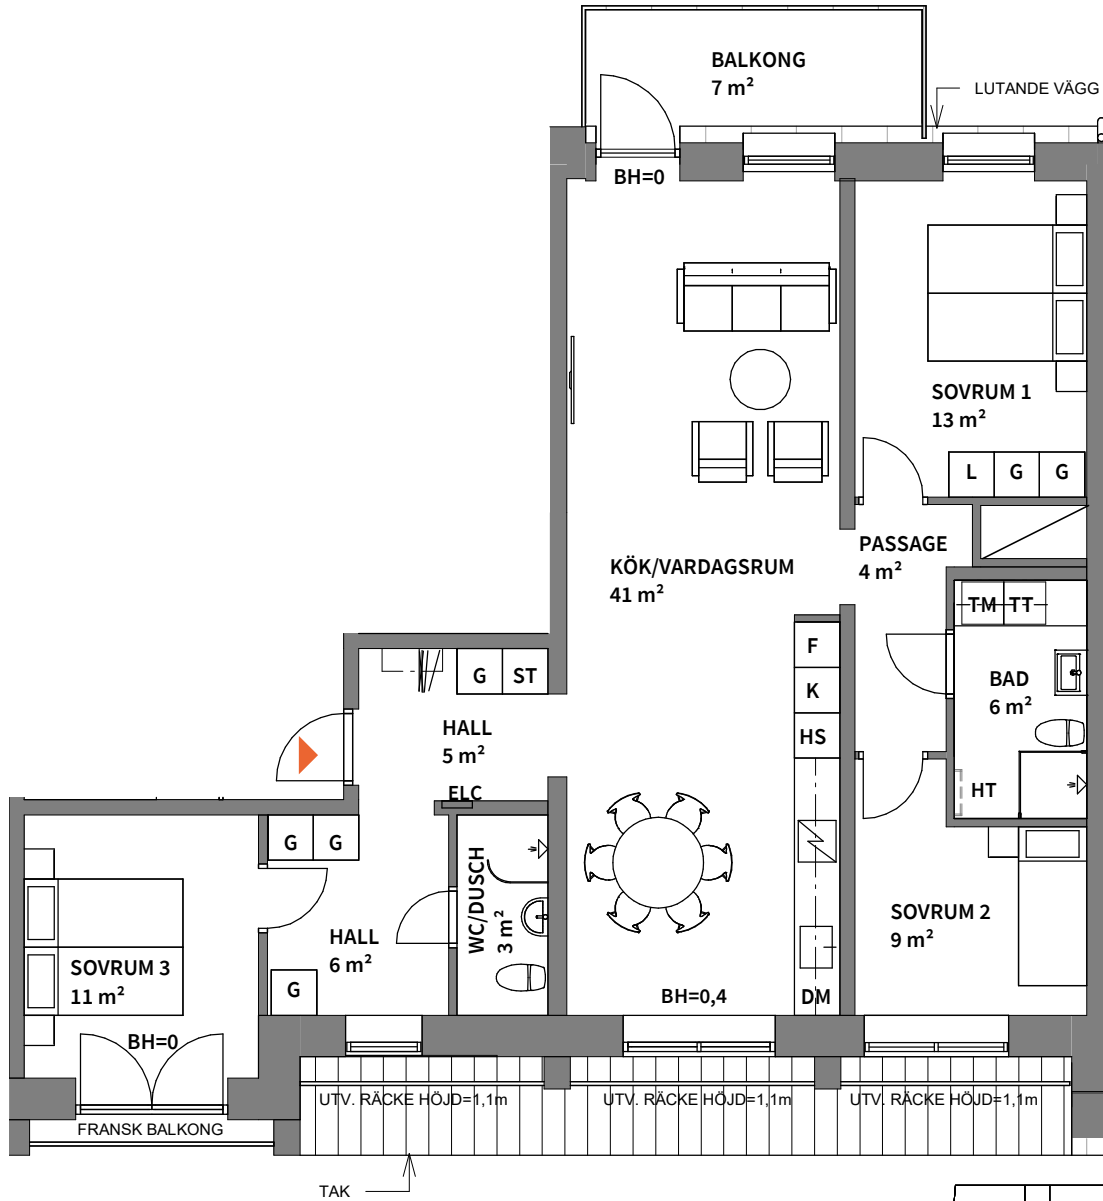 BALKONG
7 m²
LUTANDE VÄGG
BH=0
SOVRUM 1
13 m²
L
G
G
PASSAGE
4 m²
KÖK/VARDAGSRUM
41 m²
TM
TT
F
K
HS
BAD
6 m²
HT
G
ST
HALL
5 m²
ELC
G
G
WC/DUSCH
3 m²
HALL
6 m²
G
SOVRUM 3
11 m²
BH=0
SOVRUM 2
9 m²
BH=0,4
DM
UTV. RÄCKE HÖJD=1,1m
UTV. RÄCKE HÖJD=1,1m
UTV. RÄCKE HÖJD=1,1m
FRANSK BALKONG
TAK